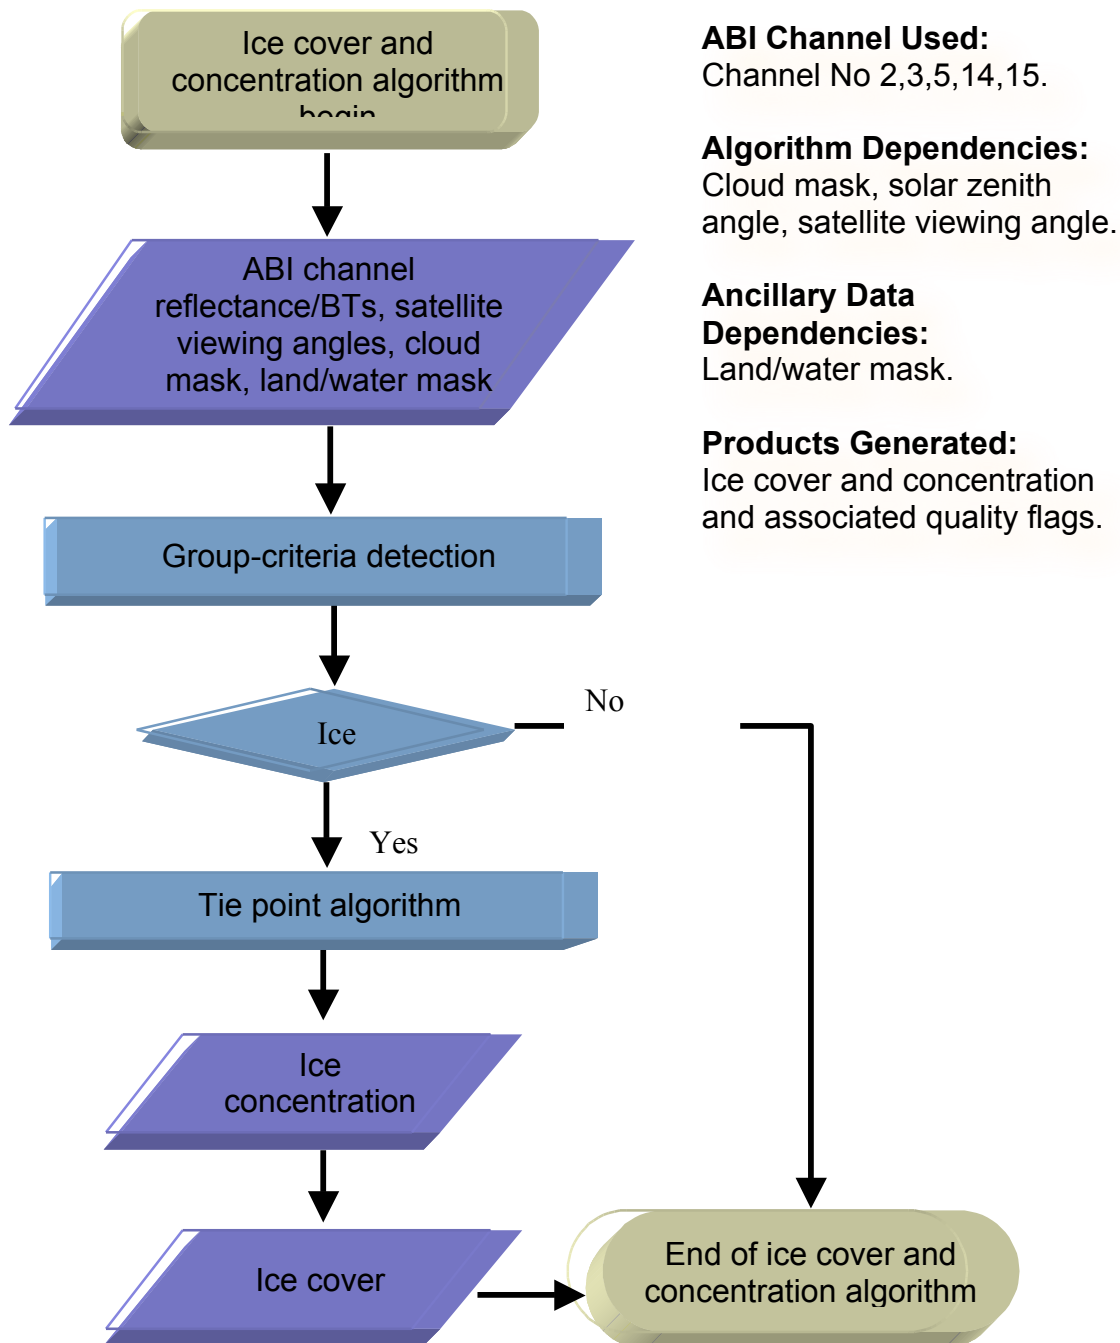 Ice cover and
concentration algorithm
begin
ABI channel
reflectance/BTs, satellite
viewing angles, cloud
mask, land/water mask
Group-criteria detection
Ice
No
Yes
Tie point algorithm
Ice
concentration
Ice cover
End of ice cover and
concentration algorithm
ABI Channel Used:
Channel No 2,3,5,14,15.
Algorithm Dependencies:
Cloud mask, solar zenith
angle, satellite viewing angle.
Ancillary Data
Dependencies:
Land/water mask.
Products Generated:
Ice cover and concentration
and associated quality flags.